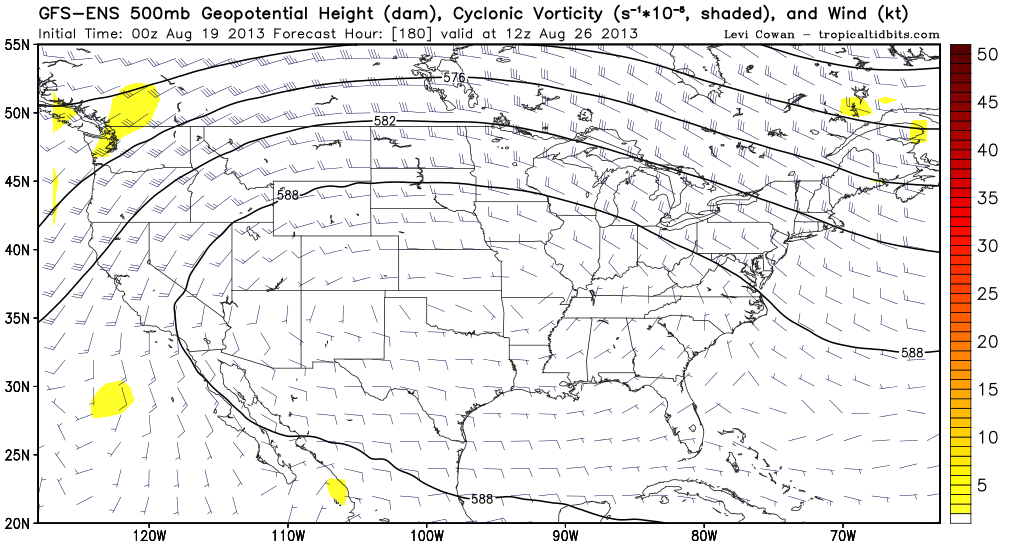 GFS-ENS 500mb Geopotential Height (dam), Cyclonic Vorticity (s⁻¹*10⁻⁵, shaded), and Wind (kt)
Initial Time: 00z Aug 19 2013 Forecast Hour: [180] valid at 12z Aug 26 2013
Levi Cowan - tropicaltidbits.com
55N
50N
45N
40N
35N
30N
25N
20N
120W 110W 100W 90W 80W 70W
576
582
588
588
588
50
45
40
35
30
25
20
15
10
5